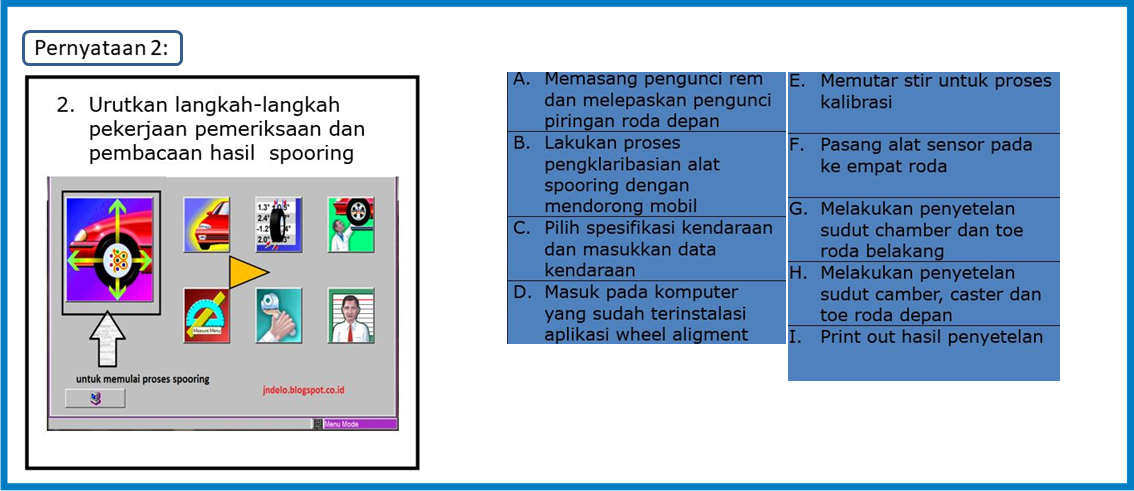 Pernyataan 2:
2. Urutkan langkah-langkah
pekerjaan pemeriksaan dan
pembacaan hasil spooring
1.3° 0.5°
2.4°
-1.2°
2.0° 3°
Measure Menu
untuk memulai proses spooring
jndelo.blogspot.co.id
Menu Mode
A. Memasang pengunci rem
dan melepaskan pengunci
piringan roda depan
B. Lakukan proses
pengklaribasian alat
spooring dengan
mendorong mobil
C. Pilih spesifikasi kendaraan
dan masukkan data
kendaraan
D. Masuk pada komputer
yang sudah terinstalasi
aplikasi wheel aligment
E. Memutar stir untuk proses
kalibrasi
F. Pasang alat sensor pada
ke empat roda
G. Melakukan penyetelan
sudut chamber dan toe
roda belakang
H. Melakukan penyetelan
sudut camber, caster dan
toe roda depan
I. Print out hasil penyetelan